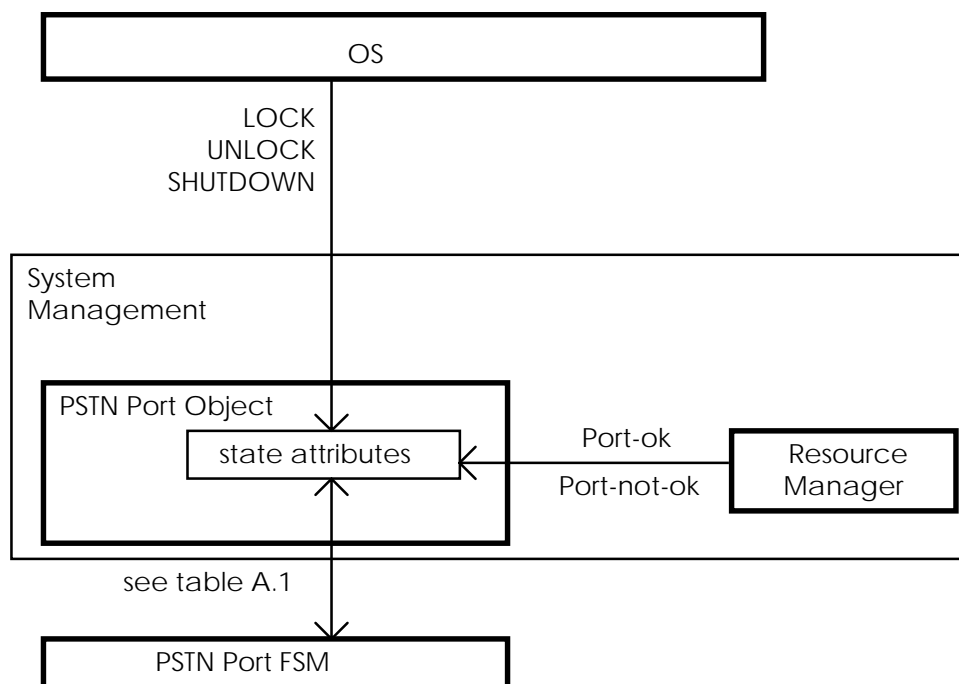 OS
LOCK
UNLOCK
SHUTDOWN
System
Management
PSTN Port Object
state attributes
Port-ok
Port-not-ok
Resource
Manager
see table A.1
PSTN Port FSM